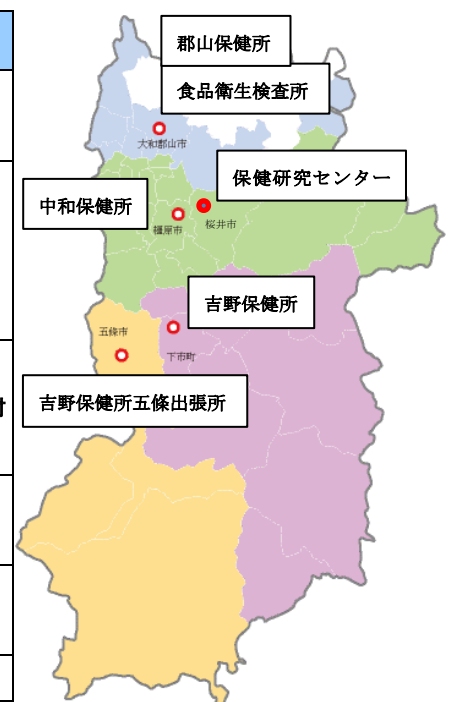 郡山保健所
食品衛生検査所
大和郡山市
保健研究センター
中和保健所
橿原市
桜井市
吉野保健所
五條市
下市町
吉野保健所五條出張所